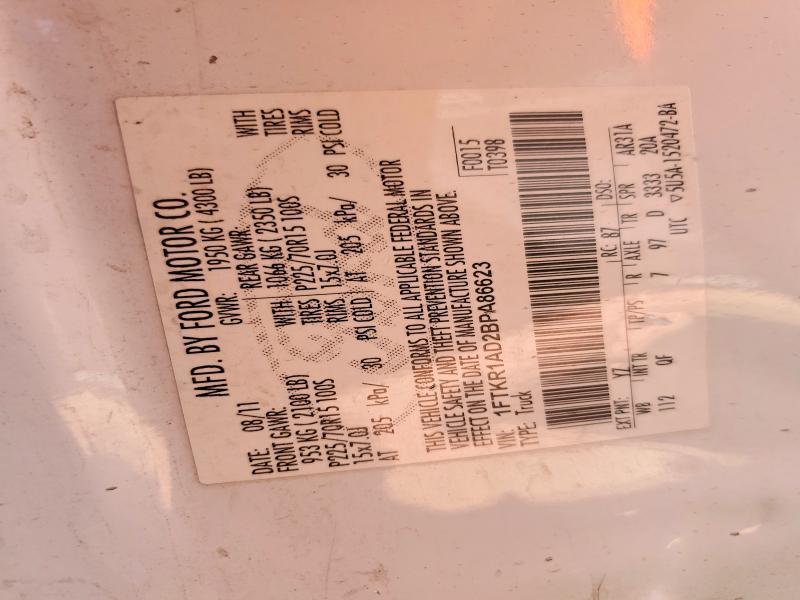 MFD. BY FORD MOTOR CO.
DATE: 08/11 GVWR: 1950 KG ( 4300 LB)
FRONT GAWR: REAR GAWR:
953 KG ( 2100 LB) WITH 1066 KG ( 2350 LB) WITH
P225/70R15 100S TIRES P225/70R15 100S TIRES
15x7.0J RIMS 15x7.0J RIMS
AT 205 kPa/ 30 PSI COLD AT 205 kPa/ 30 PSI COLD
THIS VEHICLE CONFORMS TO ALL APPLICABLE FEDERAL MOTOR
VEHICLE SAFETY AND THEFT PREVENTION STANDARDS IN
EFFECT ON THE DATE OF MANUFACTURE SHOWN ABOVE.
VIN: 1FTKR1AD2BPA86623
TYPE: Truck
F0015
T0398
EXT PNT: YZ RC: 87 DSO:
WB INT TR TP/PS R AXLE TR SPR AR31A
112 QF 7 97 D 3333 20A
UTC ▽5U5A-1520472-BA